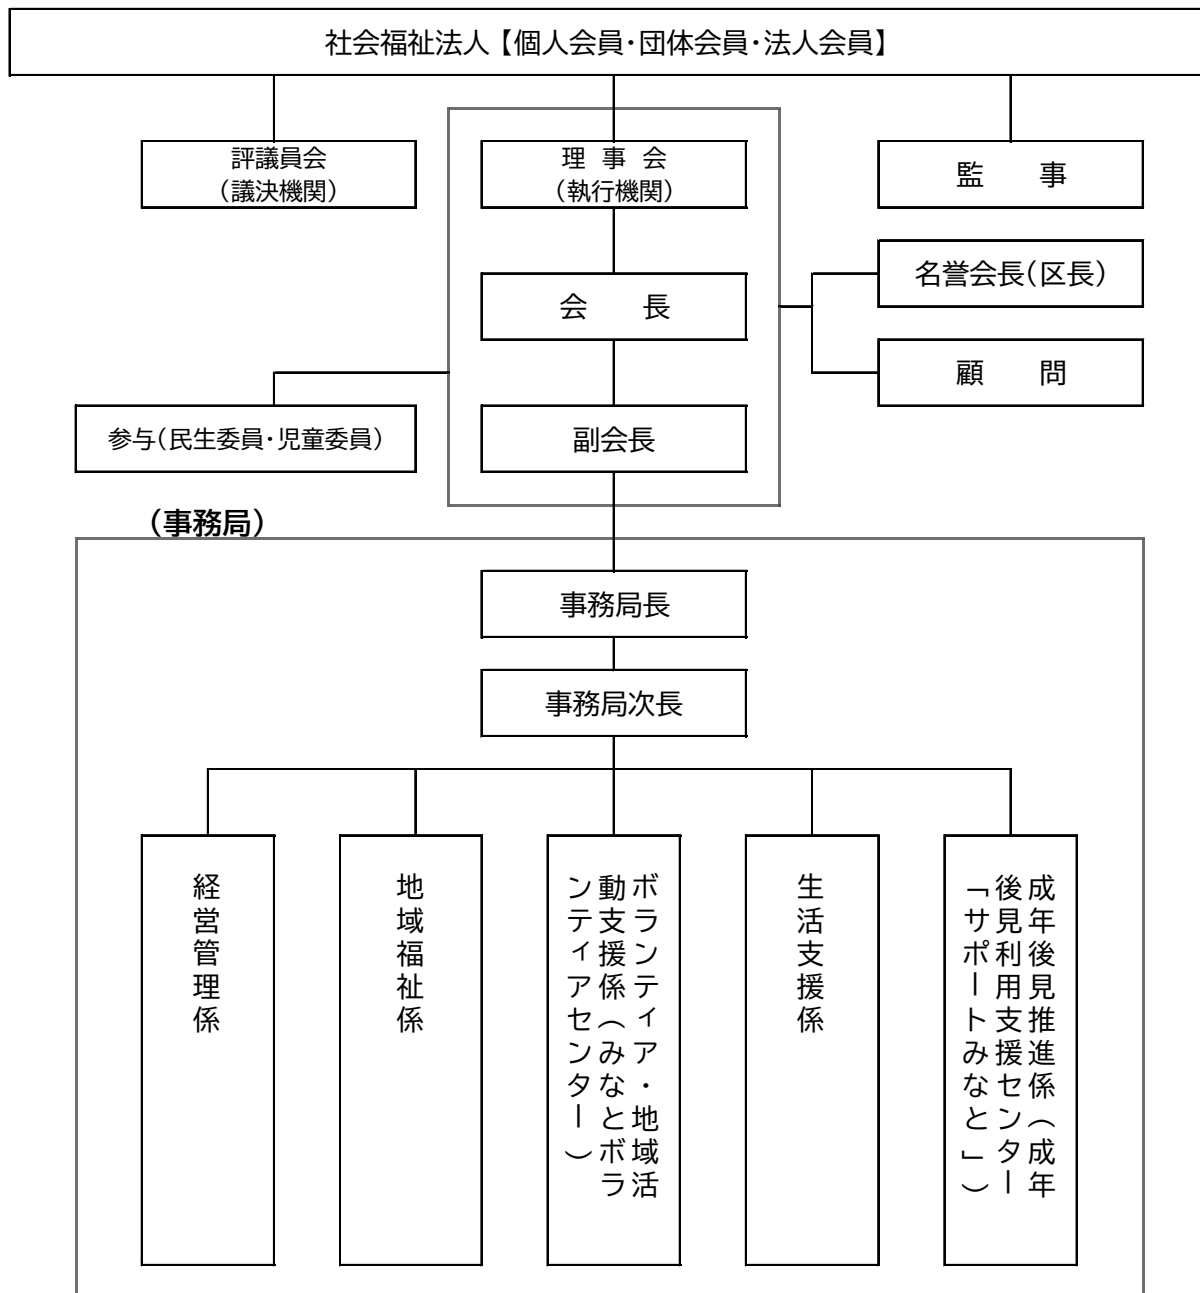 社会福祉法人【個人会員・団体会員・法人会員】
評議員会
（議決機関）
理 事 会
（執行機関）
監　事
名誉会長（区長）
会　長
顧　問
参与（民生委員・児童委員）
副会長
（事務局）
事務局長
事務局次長
経営管理係
地域福祉係
ボランティア・地域活
動支援係（みなとボラ
ンティアセンター）
生活支援係
成年後見推進係（成年
後見利用支援センター
「サポートみなと」）